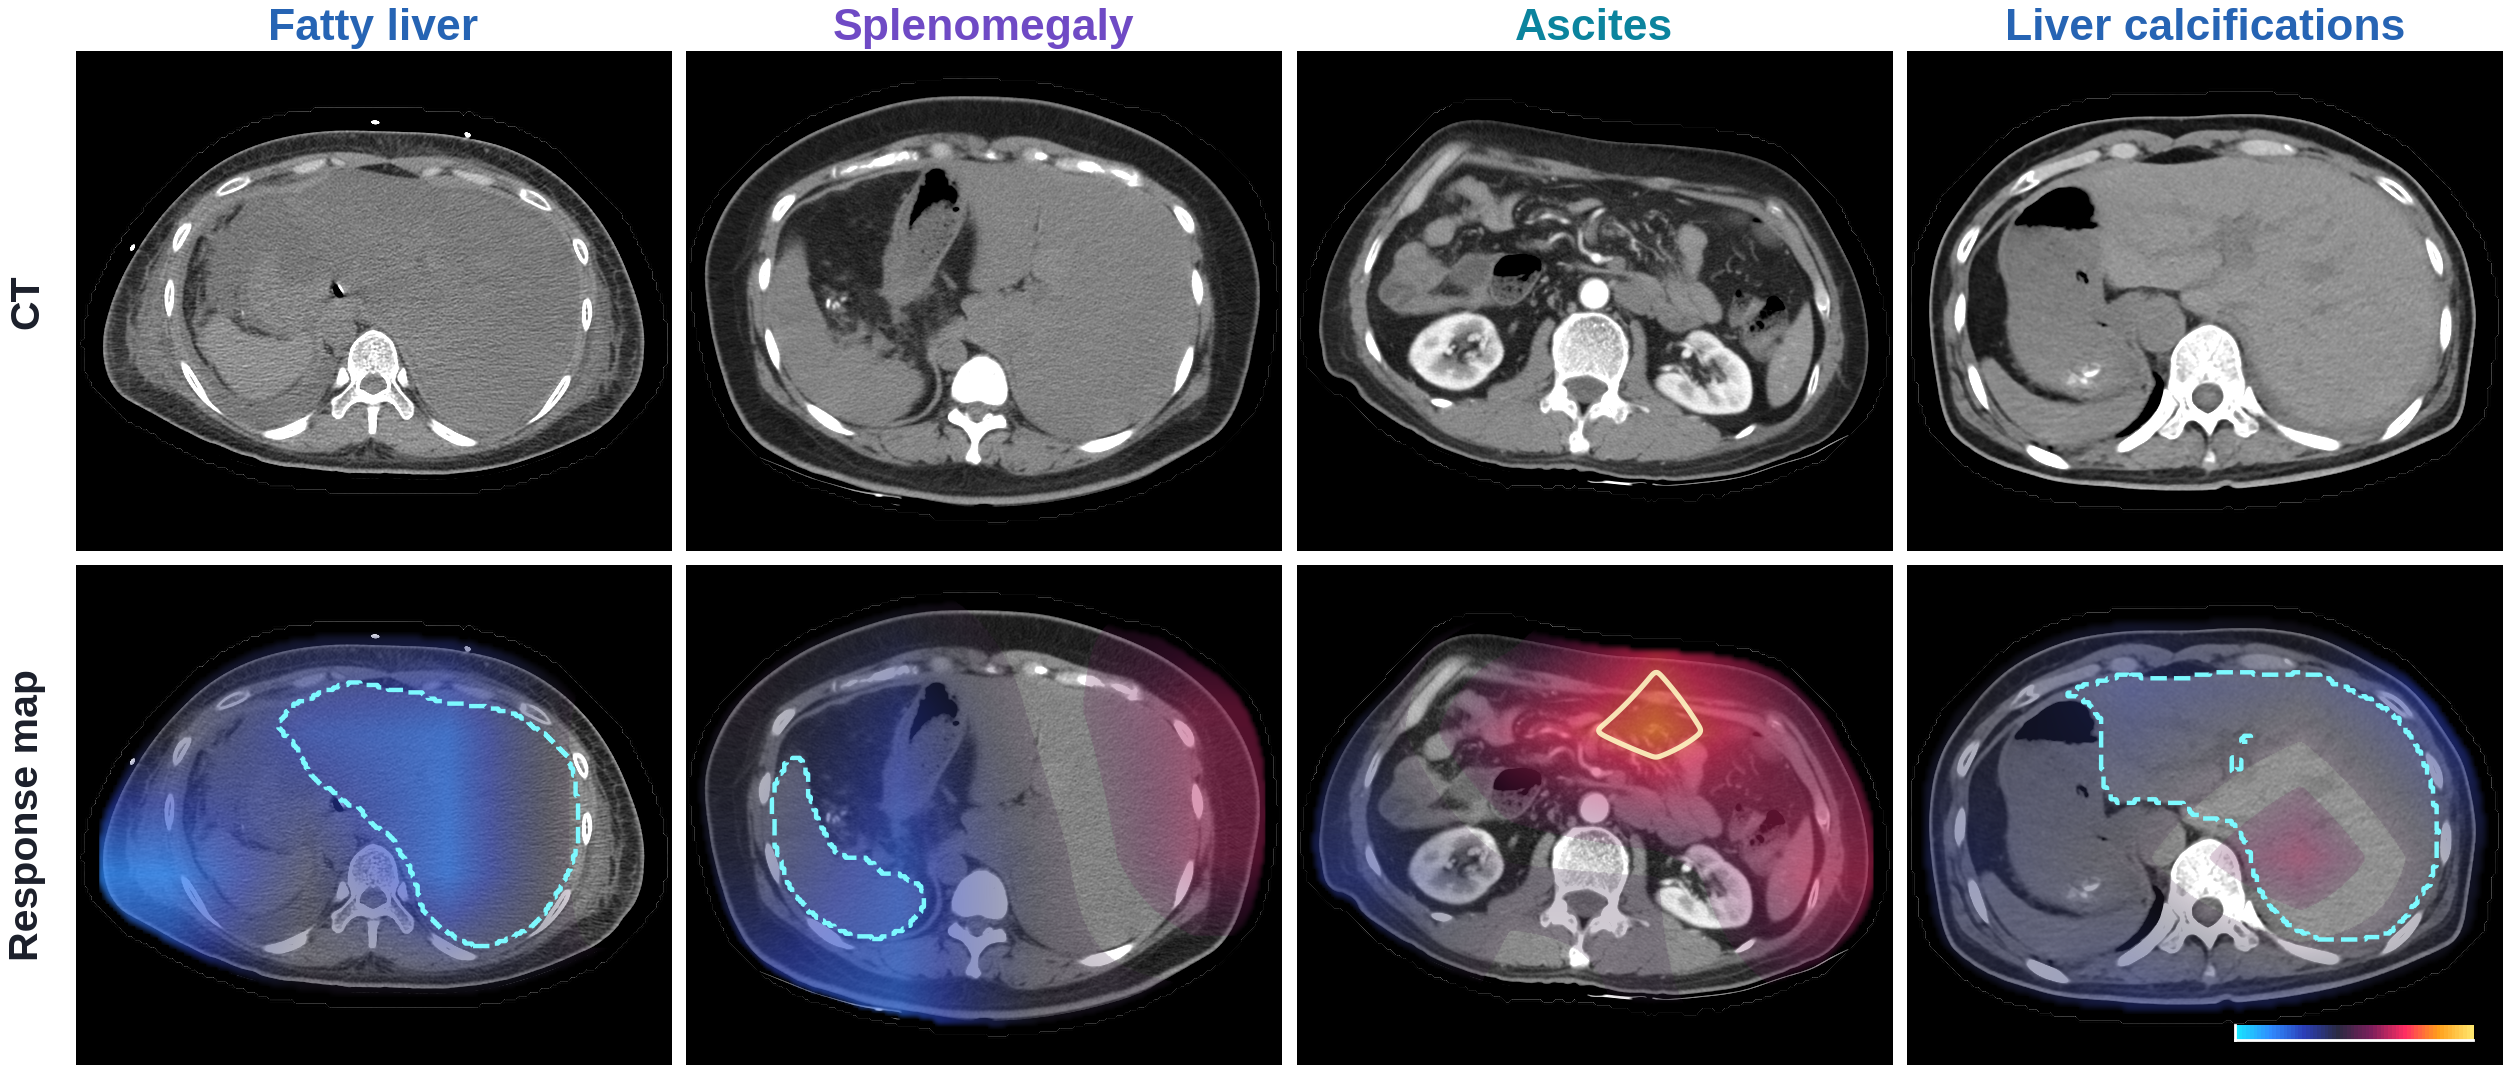 Fatty liver
Splenomegaly
Ascites
Liver calcifications
CT
Response map